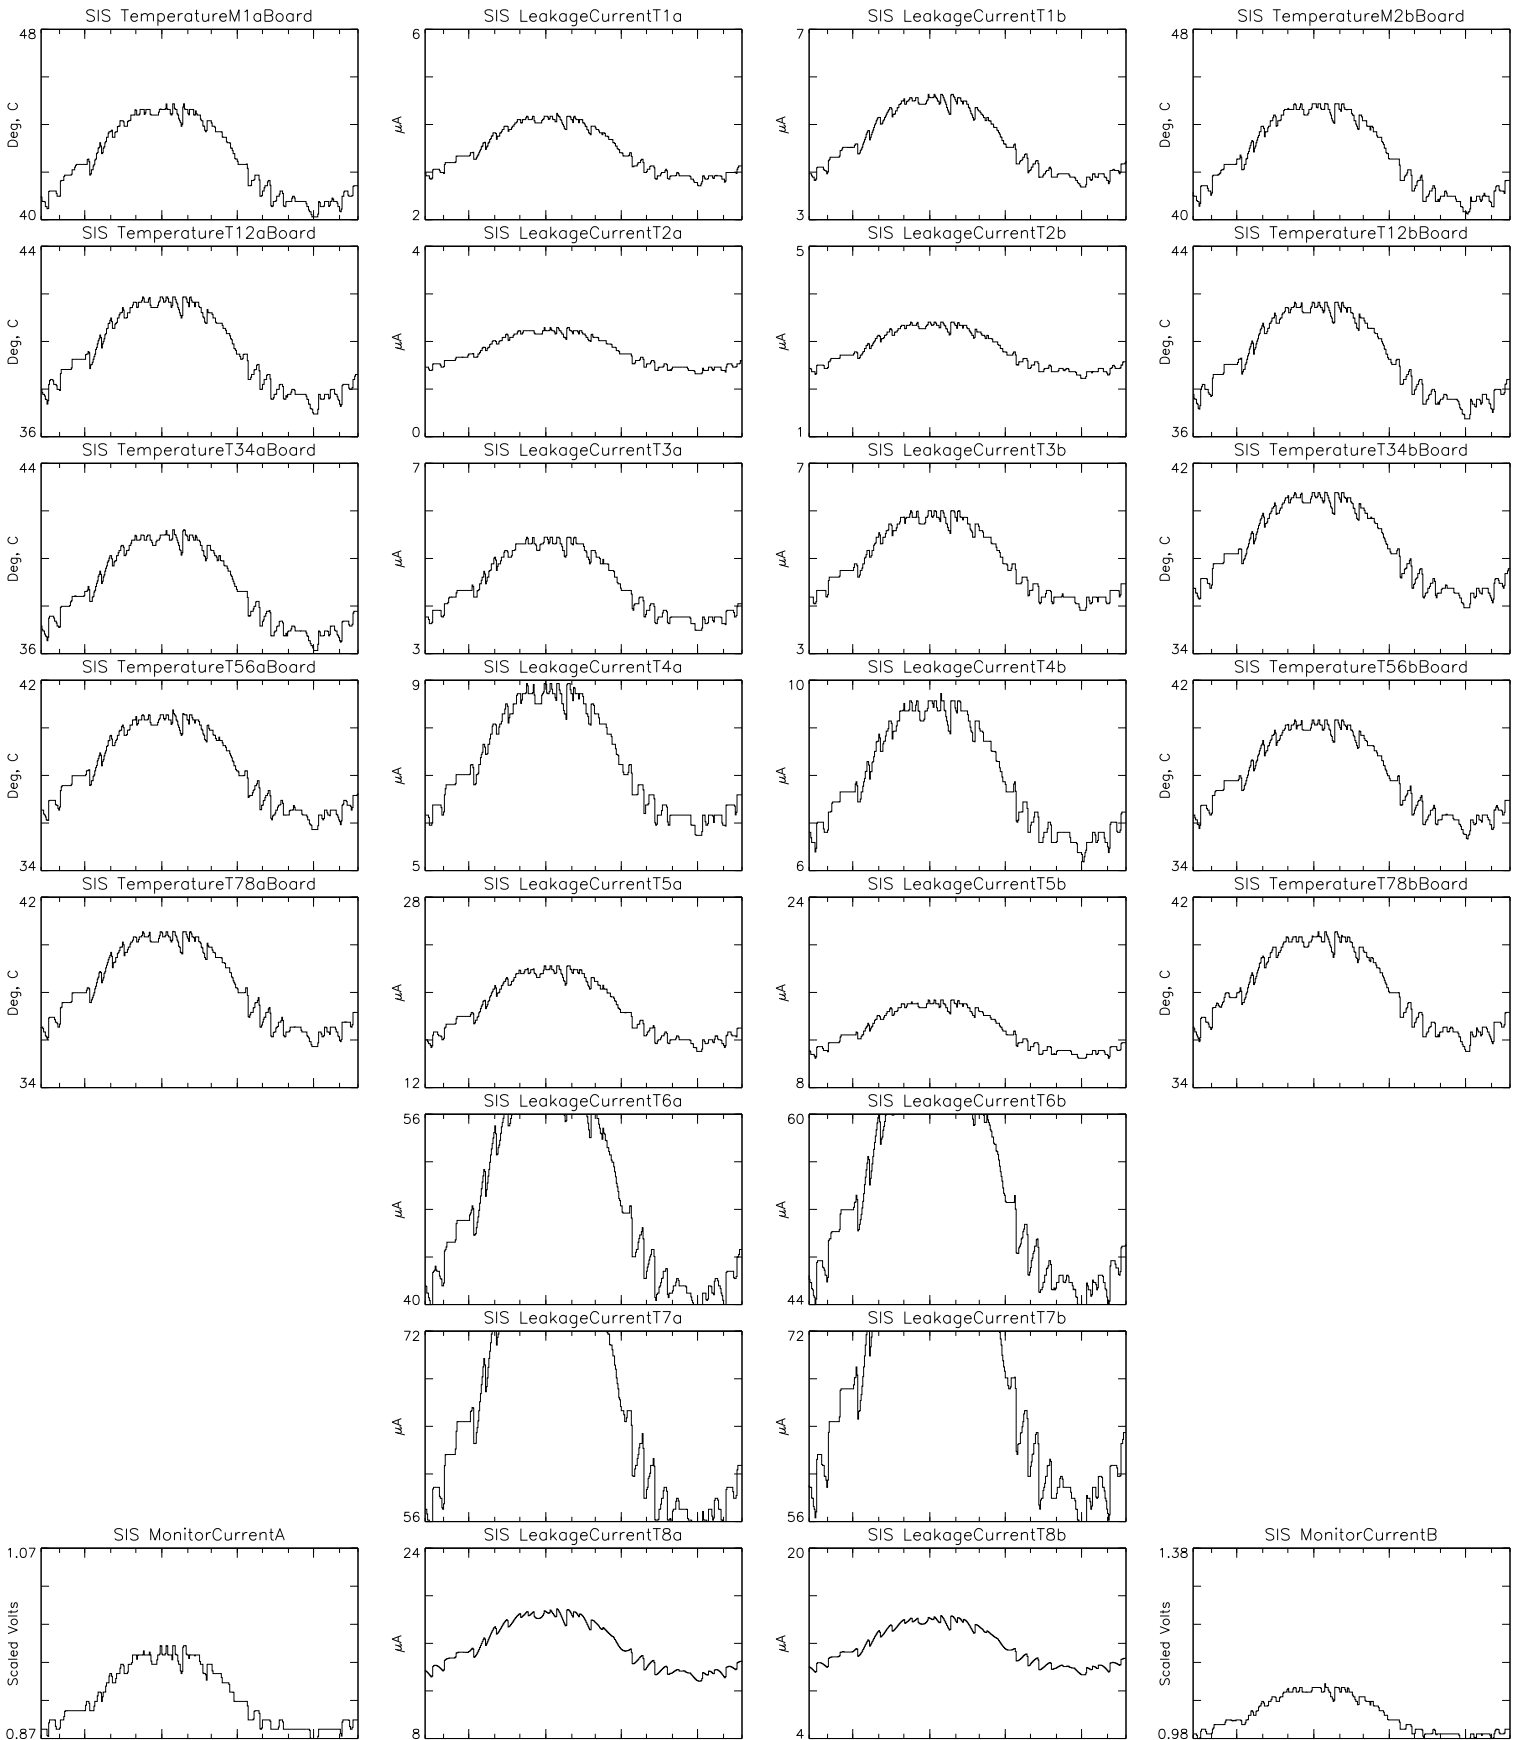 SIS TemperatureM1aBoard
48
Deg, C
40
SIS LeakageCurrentT1a
6
µA
2
SIS LeakageCurrentT1b
7
µA
3
SIS TemperatureM2bBoard
48
Deg, C
40
SIS TemperatureT12aBoard
44
Deg, C
36
SIS LeakageCurrentT2a
4
µA
0
SIS LeakageCurrentT2b
5
µA
1
SIS TemperatureT12bBoard
44
Deg, C
36
SIS TemperatureT34aBoard
44
Deg, C
36
SIS LeakageCurrentT3a
7
µA
3
SIS LeakageCurrentT3b
7
µA
3
SIS TemperatureT34bBoard
42
Deg, C
34
SIS TemperatureT56aBoard
42
Deg, C
34
SIS LeakageCurrentT4a
9
µA
5
SIS LeakageCurrentT4b
10
µA
6
SIS TemperatureT56bBoard
42
Deg, C
34
SIS TemperatureT78aBoard
42
Deg, C
34
SIS LeakageCurrentT5a
28
µA
12
SIS LeakageCurrentT5b
24
µA
8
SIS TemperatureT78bBoard
42
Deg, C
34
SIS LeakageCurrentT6a
56
µA
40
SIS LeakageCurrentT6b
60
µA
44
SIS LeakageCurrentT7a
72
µA
56
SIS LeakageCurrentT7b
72
µA
56
SIS MonitorCurrentA
1.07
Scaled Volts
0.87
SIS LeakageCurrentT8a
24
µA
8
SIS LeakageCurrentT8b
20
µA
4
SIS MonitorCurrentB
1.38
Scaled Volts
0.98